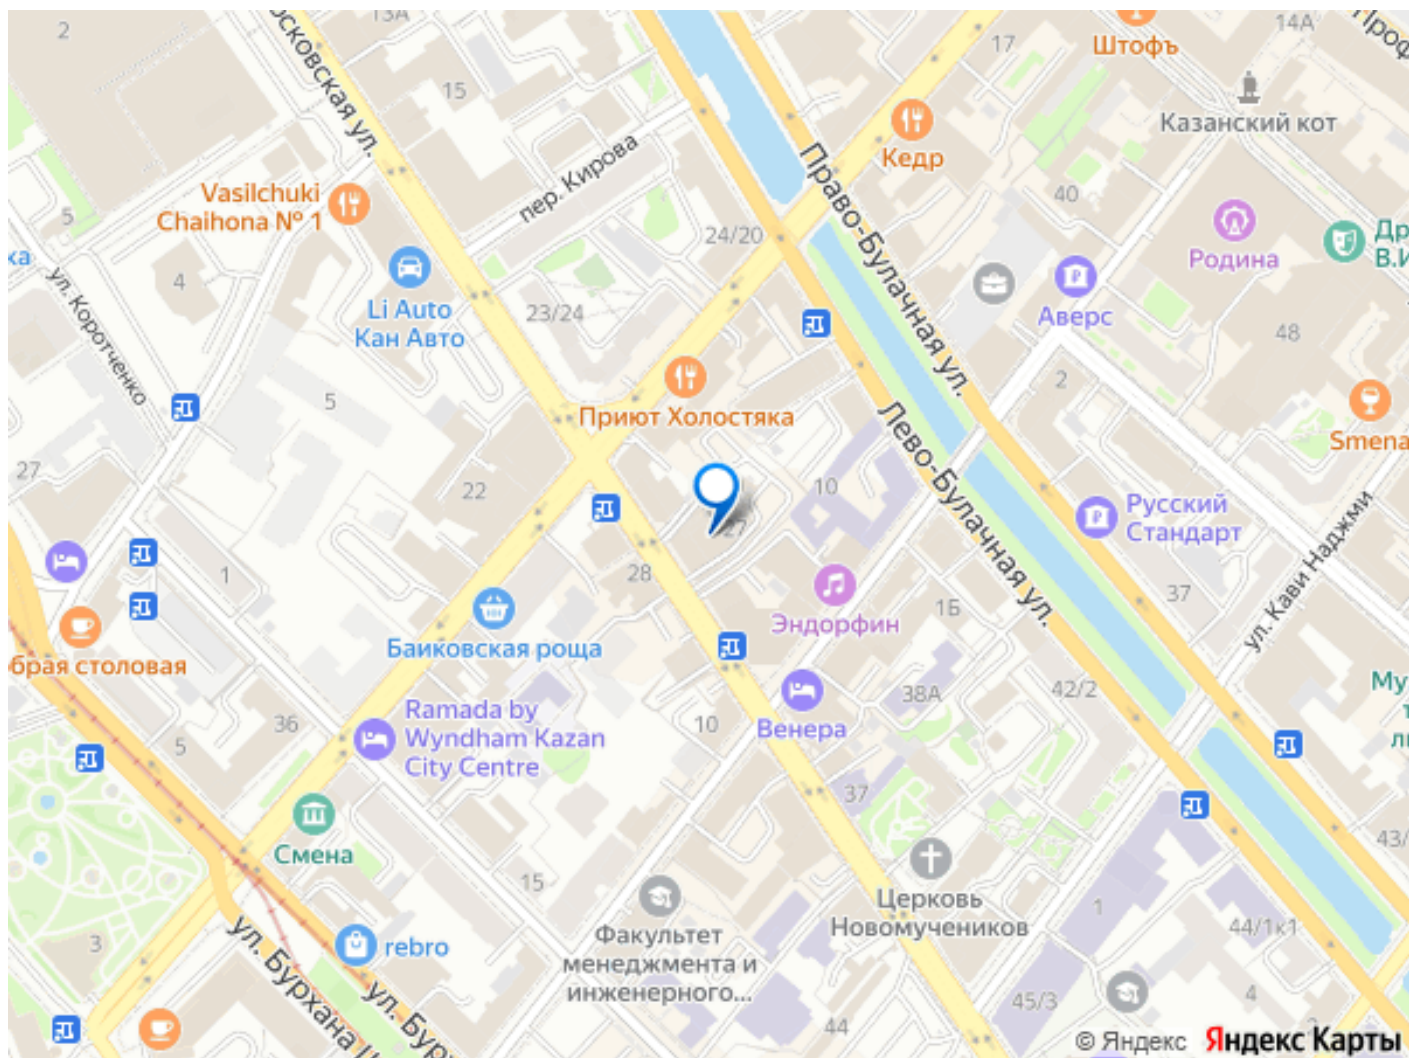 2
13А
17
14А
Штофъ
Казанский кот
Московская ул.
15
Кедр
пер. Кирова
Право-Булачная ул.
Vasilchuki
Chaihona № 1
5
40
24/20
Родина
4
Li Auto
Кан Авто
23/24
Аверс
48
ул. Коротченко
5
Приют Холостяка
2
Smena
Лево-Булачная ул.
27
22
10
27
Русский
Стандарт
1
28
37
ул. Кави Наджми
Эндорфин
1Б
Баиковская роща
брая столовая
38А
42/2
Ramada by
Wyndham Kazan
City Centre
36
5
10
Венера
37
Смена
15
43/
Церковь
Новомучеников
1
44/1к1
3
rebro
Факультет
менеджмента и
инженерного...
ул. Бурхана
ул. Бур
45/3
4
44
© Яндекс Яндекс Карты